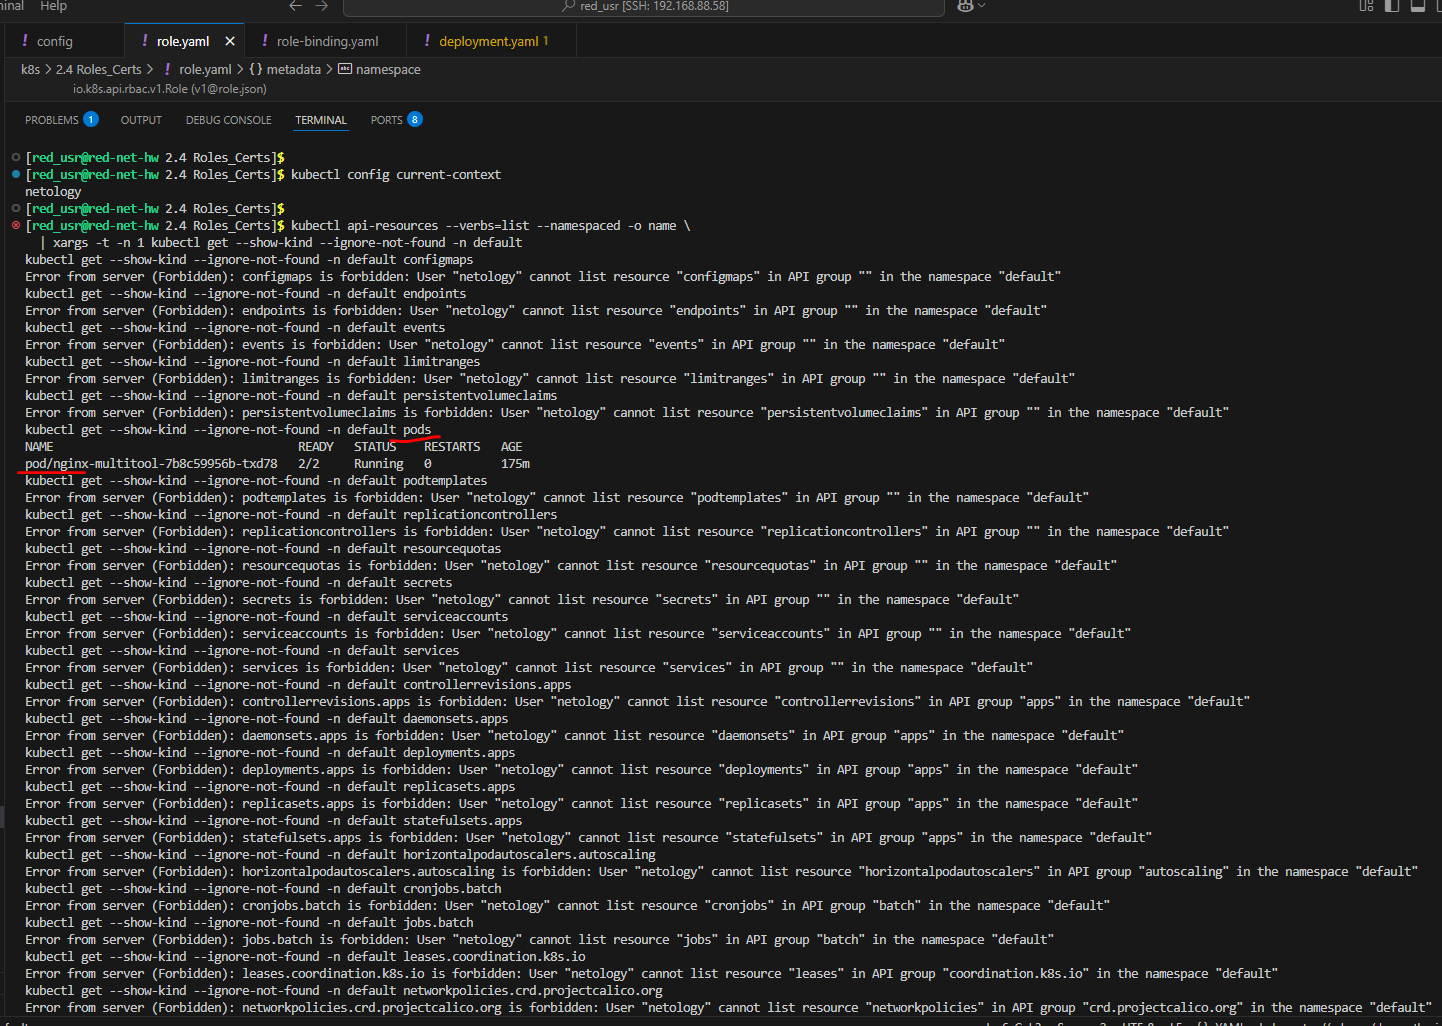 minal Help
red_usr [SSH: 192.168.88.58]
! config ! role.yaml × ! role-binding.yaml ! deployment.yaml 1
k8s > 2.4 Roles_Certs > ! role.yaml > {} metadata > abc namespace
io.k8s.api.rbac.v1.Role (v1@role.json)
PROBLEMS 1 OUTPUT DEBUG CONSOLE TERMINAL PORTS 8
[red_usr@red-net-hw 2.4 Roles_Certs]$
[red_usr@red-net-hw 2.4 Roles_Certs]$ kubectl config current-context
netology
[red_usr@red-net-hw 2.4 Roles_Certs]$
[red_usr@red-net-hw 2.4 Roles_Certs]$ kubectl api-resources --verbs=list --namespaced -o name \
| xargs -t -n 1 kubectl get --show-kind --ignore-not-found -n default
kubectl get --show-kind --ignore-not-found -n default configmaps
Error from server (Forbidden): configmaps is forbidden: User "netology" cannot list resource "configmaps" in API group "" in the namespace "default"
kubectl get --show-kind --ignore-not-found -n default endpoints
Error from server (Forbidden): endpoints is forbidden: User "netology" cannot list resource "endpoints" in API group "" in the namespace "default"
kubectl get --show-kind --ignore-not-found -n default events
Error from server (Forbidden): events is forbidden: User "netology" cannot list resource "events" in API group "" in the namespace "default"
kubectl get --show-kind --ignore-not-found -n default limitranges
Error from server (Forbidden): limitranges is forbidden: User "netology" cannot list resource "limitranges" in API group "" in the namespace "default"
kubectl get --show-kind --ignore-not-found -n default persistentvolumeclaims
Error from server (Forbidden): persistentvolumeclaims is forbidden: User "netology" cannot list resource "persistentvolumeclaims" in API group "" in the namespace "default"
kubectl get --show-kind --ignore-not-found -n default pods
NAME READY STATUS RESTARTS AGE
pod/nginx-multitool-7b8c59956b-txd78 2/2 Running 0 175m
kubectl get --show-kind --ignore-not-found -n default podtemplates
Error from server (Forbidden): podtemplates is forbidden: User "netology" cannot list resource "podtemplates" in API group "" in the namespace "default"
kubectl get --show-kind --ignore-not-found -n default replicationcontrollers
Error from server (Forbidden): replicationcontrollers is forbidden: User "netology" cannot list resource "replicationcontrollers" in API group "" in the namespace "default"
kubectl get --show-kind --ignore-not-found -n default resourcequotas
Error from server (Forbidden): resourcequotas is forbidden: User "netology" cannot list resource "resourcequotas" in API group "" in the namespace "default"
kubectl get --show-kind --ignore-not-found -n default secrets
Error from server (Forbidden): secrets is forbidden: User "netology" cannot list resource "secrets" in API group "" in the namespace "default"
kubectl get --show-kind --ignore-not-found -n default serviceaccounts
Error from server (Forbidden): serviceaccounts is forbidden: User "netology" cannot list resource "serviceaccounts" in API group "" in the namespace "default"
kubectl get --show-kind --ignore-not-found -n default services
Error from server (Forbidden): services is forbidden: User "netology" cannot list resource "services" in API group "" in the namespace "default"
kubectl get --show-kind --ignore-not-found -n default controllerrevisions.apps
Error from server (Forbidden): controllerrevisions.apps is forbidden: User "netology" cannot list resource "controllerrevisions" in API group "apps" in the namespace "default"
kubectl get --show-kind --ignore-not-found -n default daemonsets.apps
Error from server (Forbidden): daemonsets.apps is forbidden: User "netology" cannot list resource "daemonsets" in API group "apps" in the namespace "default"
kubectl get --show-kind --ignore-not-found -n default deployments.apps
Error from server (Forbidden): deployments.apps is forbidden: User "netology" cannot list resource "deployments" in API group "apps" in the namespace "default"
kubectl get --show-kind --ignore-not-found -n default replicasets.apps
Error from server (Forbidden): replicasets.apps is forbidden: User "netology" cannot list resource "replicasets" in API group "apps" in the namespace "default"
kubectl get --show-kind --ignore-not-found -n default statefulsets.apps
Error from server (Forbidden): statefulsets.apps is forbidden: User "netology" cannot list resource "statefulsets" in API group "apps" in the namespace "default"
kubectl get --show-kind --ignore-not-found -n default horizontalpodautoscalers.autoscaling
Error from server (Forbidden): horizontalpodautoscalers.autoscaling is forbidden: User "netology" cannot list resource "horizontalpodautoscalers" in API group "autoscaling" in the namespace "default"
kubectl get --show-kind --ignore-not-found -n default cronjobs.batch
Error from server (Forbidden): cronjobs.batch is forbidden: User "netology" cannot list resource "cronjobs" in API group "batch" in the namespace "default"
kubectl get --show-kind --ignore-not-found -n default jobs.batch
Error from server (Forbidden): jobs.batch is forbidden: User "netology" cannot list resource "jobs" in API group "batch" in the namespace "default"
kubectl get --show-kind --ignore-not-found -n default leases.coordination.k8s.io
Error from server (Forbidden): leases.coordination.k8s.io is forbidden: User "netology" cannot list resource "leases" in API group "coordination.k8s.io" in the namespace "default"
kubectl get --show-kind --ignore-not-found -n default networkpolicies.crd.projectcalico.org
Error from server (Forbidden): networkpolicies.crd.projectcalico.org is forbidden: User "netology" cannot list resource "networkpolicies" in API group "crd.projectcalico.org" in the namespace "default"